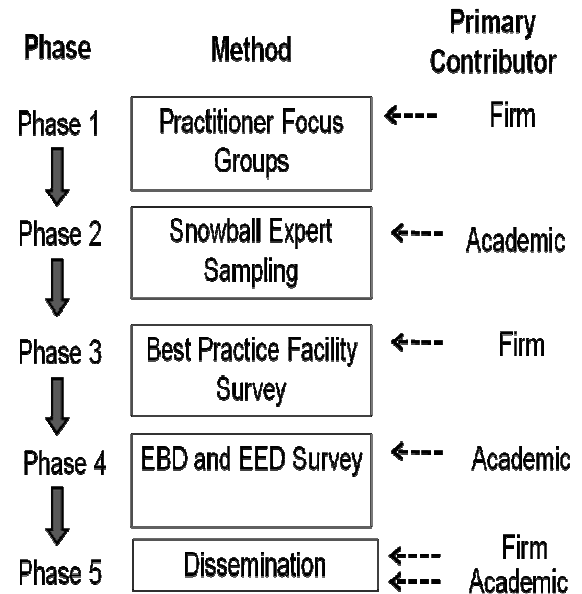 Phase Method Primary Contributor
Phase 1 Practitioner Focus Groups Firm
Phase 2 Snowball Expert Sampling Academic
Phase 3 Best Practice Facility Survey Firm
Phase 4 EBD and EED Survey Academic
Phase 5 Dissemination Firm Academic